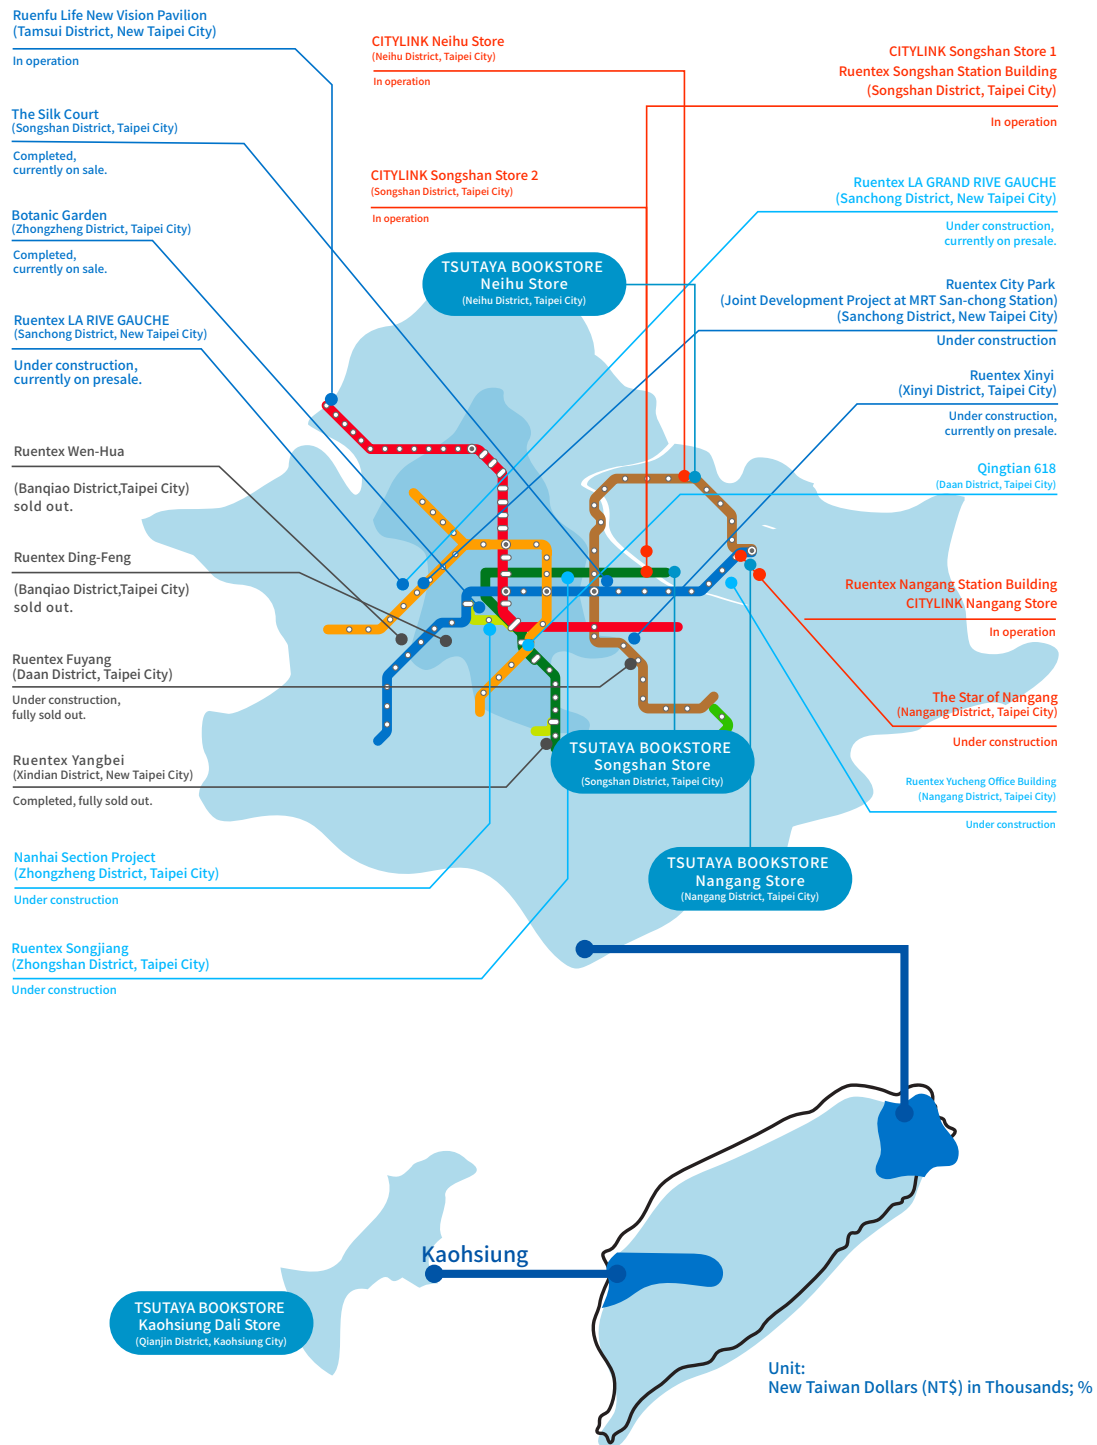 Ruenfu Life New Vision Pavilion
(Tamsui District, New Taipei City)
In operation
The Silk Court
(Songshan District, Taipei City)
Completed,
currently on sale.
Botanic Garden
(Zhongzheng District, Taipei City)
Completed,
currently on sale.
Ruentex LA RIVE GAUCHE
(Sanchong District, New Taipei City)
Under construction,
currently on presale.
Ruentex Wen-Hua
(Banqiao District,Taipei City)
sold out.
Ruentex Ding-Feng
(Banqiao District,Taipei City)
sold out.
Ruentex Fuyang
(Daan District, Taipei City)
Under construction,
fully sold out.
Ruentex Yangbei
(Xindian District, New Taipei City)
Completed, fully sold out.
Nanhai Section Project
(Zhongzheng District, Taipei City)
Under construction
Ruentex Songjiang
(Zhongshan District, Taipei City)
Under construction
CITYLINK Neihu Store
(Neihu District, Taipei City)
In operation
CITYLINK Songshan Store 2
(Songshan District, Taipei City)
In operation
TSUTAYA BOOKSTORE
Neihu Store
(Neihu District, Taipei City)
CITYLINK Songshan Store 1
Ruentex Songshan Station Building
(Songshan District, Taipei City)
In operation
Ruentex LA GRAND RIVE GAUCHE
(Sanchong District, New Taipei City)
Under construction,
currently on presale.
Ruentex City Park
(Joint Development Project at MRT San-chong Station)
(Sanchong District, New Taipei City)
Under construction
Ruentex Xinyi
(Xinyi District, Taipei City)
Under construction,
currently on presale.
Qingtian 618
(Daan District, Taipei City)
Ruentex Nangang Station Building
CITYLINK Nangang Store
In operation
The Star of Nangang
(Nangang District, Taipei City)
Under construction
Ruentex Yucheng Office Building
(Nangang District, Taipei City)
Under construction
TSUTAYA BOOKSTORE
Songshan Store
(Songshan District, Taipei City)
TSUTAYA BOOKSTORE
Nangang Store
(Nangang District, Taipei City)
Kaohsiung
TSUTAYA BOOKSTORE
Kaohsiung Dali Store
(Qianjin District, Kaohsiung City)
Unit:
New Taiwan Dollars (NT$) in Thousands; %